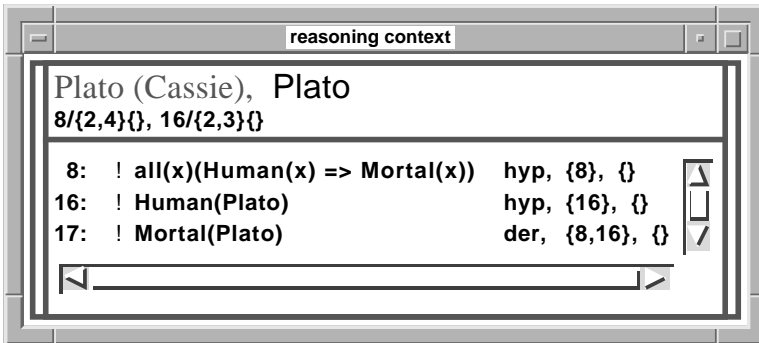 reasoning context
Plato (Cassie), Plato
8/{2,4}{}, 16/{2,3}{}
8: ! all(x)(Human(x) => Mortal(x)) hyp, {8}, {}
16: ! Human(Plato) hyp, {16}, {}
17: ! Mortal(Plato) der, {8,16}, {}